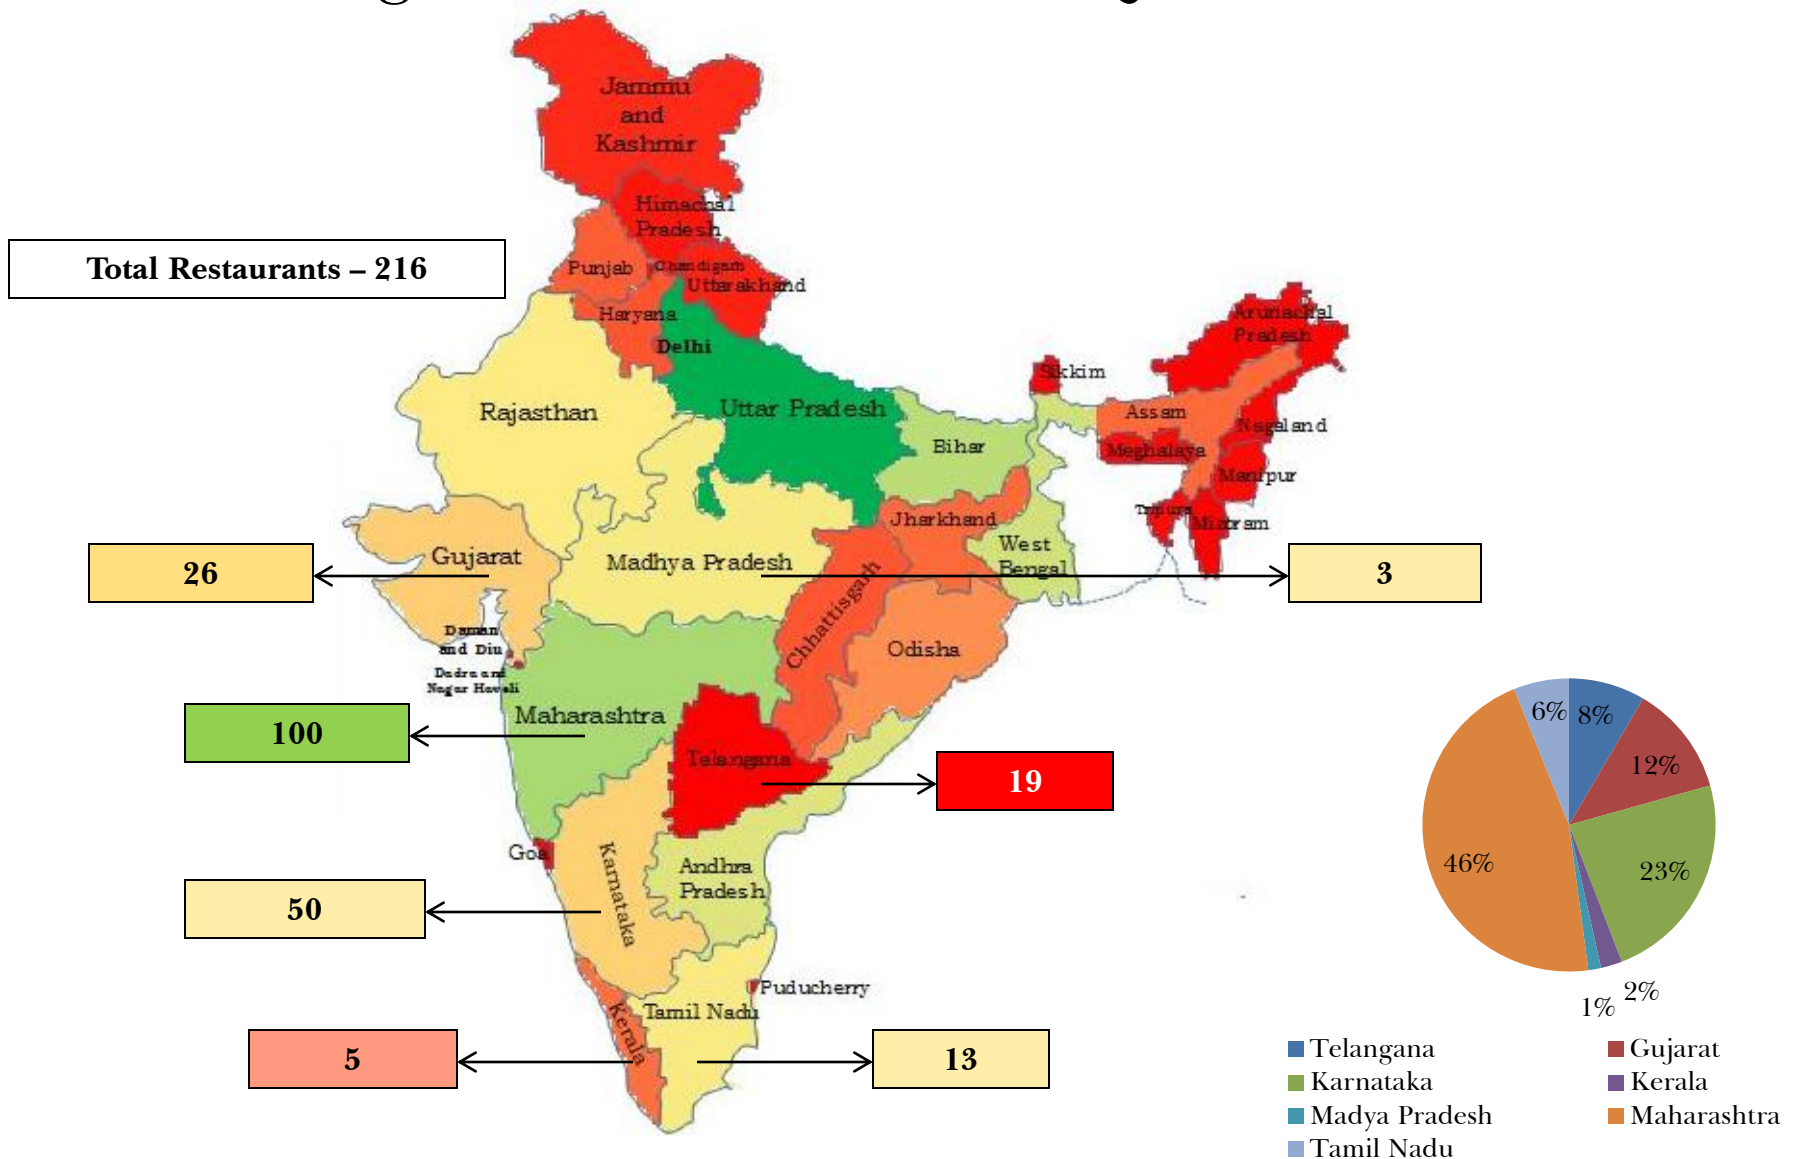 Jammu
and
Kashmir
Himachal
Pradesh
Total Restaurants – 216
Punjab
Chandigarh
Uttarakhand
Haryana
Delhi
Arunachal
Pradesh
Sikkim
Rajasthan
Uttar Pradesh
Assam
Nagaland
Bihar
Meghalaya
Manipur
Tripura
Mizoram
Jharkhand
West
Bengal
Gujarat
Madhya Pradesh
26
3
Chhattisgarh
Daman
and Diu
Dadra and
Nagar Haveli
Odisha
Maharashtra
100
Telangana
19
Goa
Karnataka
Andhra
Pradesh
50
Puducherry
Tamil Nadu
Kerala
5
13
6%
8%
12%
46%
23%
1%
2%
Telangana
Gujarat
Karnataka
Kerala
Madya Pradesh
Maharashtra
Tamil Nadu